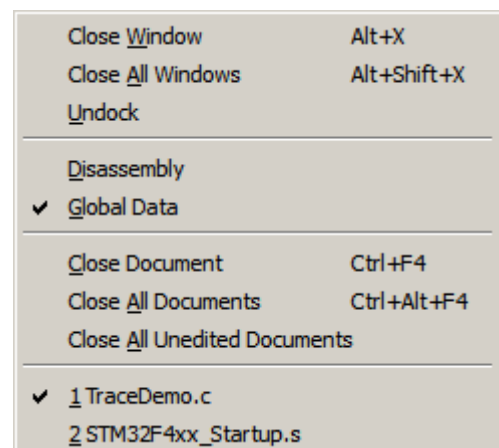 Close Window Alt+X
Close All Windows Alt+Shift+X
Undock
Disassembly
✓ Global Data
Close Document Ctrl+F4
Close All Documents Ctrl+Alt+F4
Close All Unedited Documents
✓ 1 TraceDemo.c
2 STM32F4xx_Startup.s